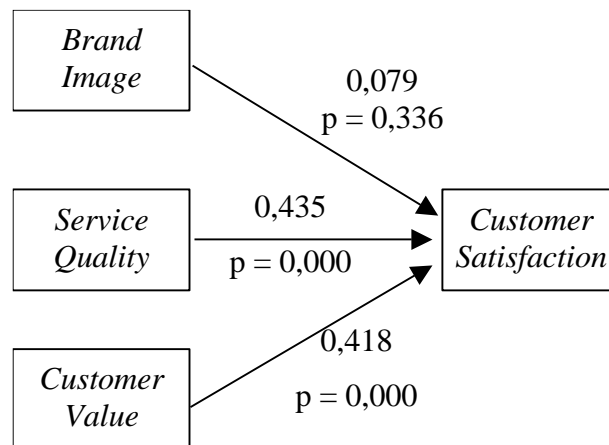 Brand
Image
0,079
p = 0,336
Service
Quality
0,435
p = 0,000
Customer
Satisfaction
Customer
Value
0,418
p = 0,000